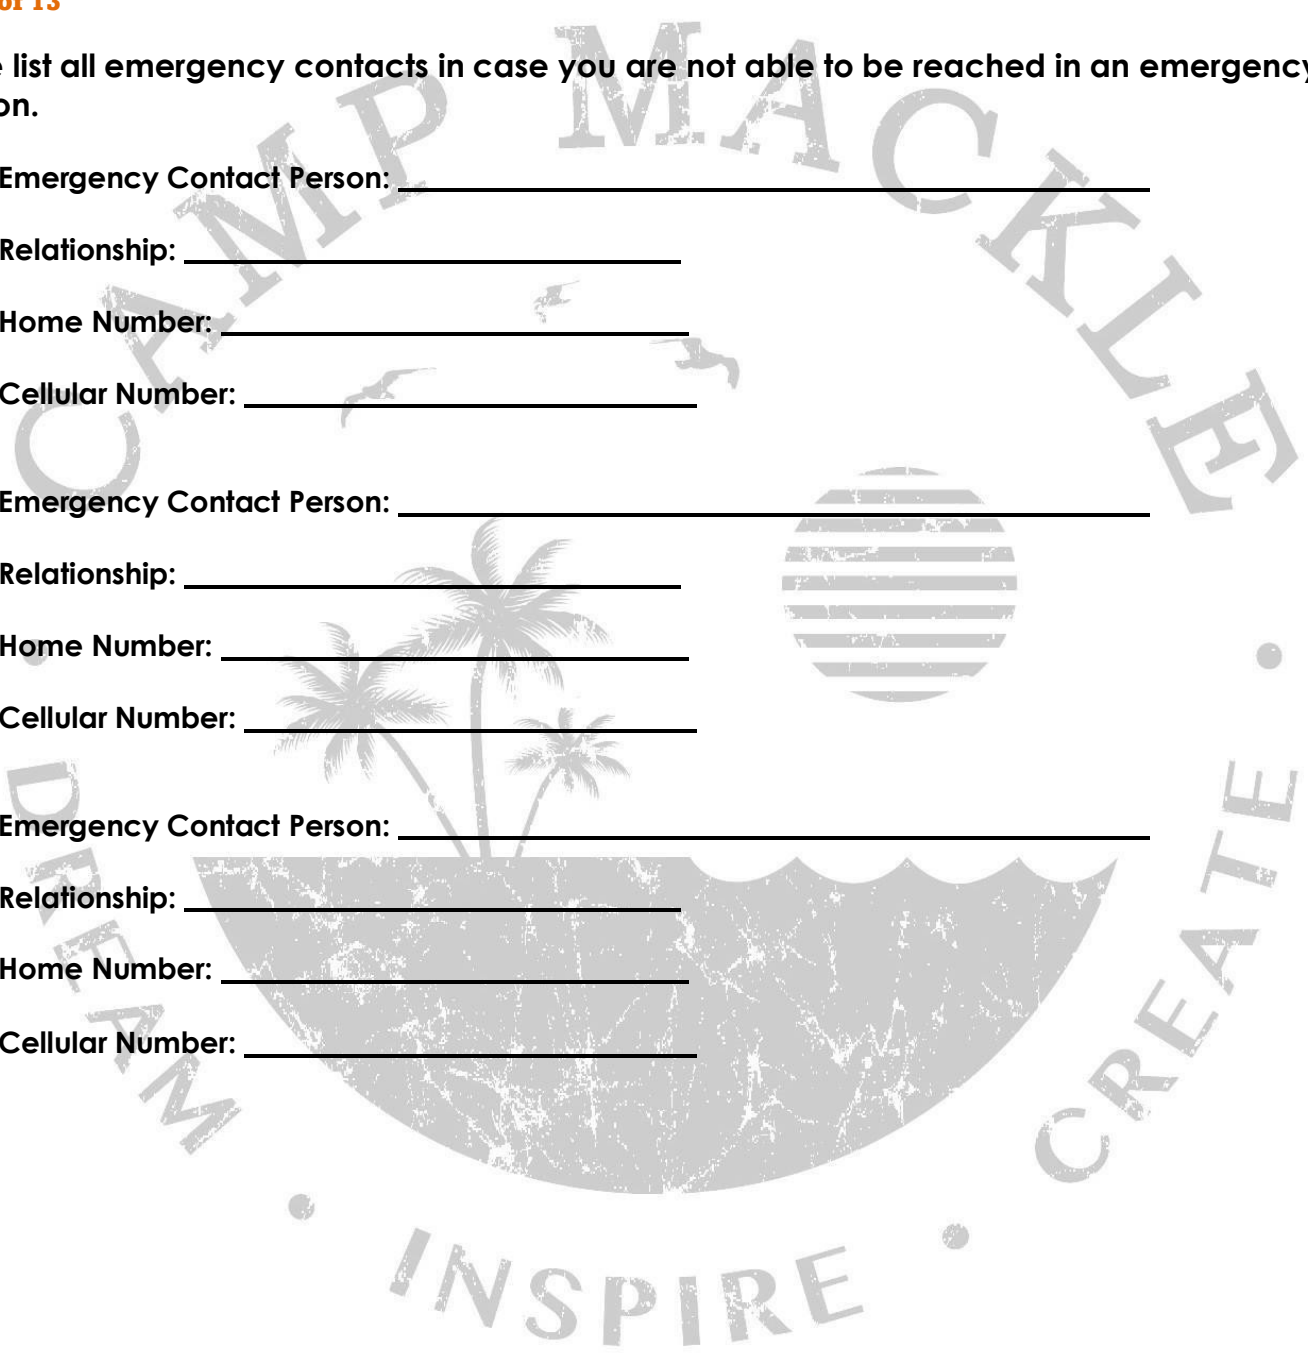 of 13
e list all emergency contacts in case you are not able to be reached in an emergency
on.
Emergency Contact Person:
Relationship:
Home Number:
Cellular Number:
Emergency Contact Person:
Relationship:
Home Number:
Cellular Number:
Emergency Contact Person:
Relationship:
Home Number:
Cellular Number:
CAMP MACKLE
• DREAM • INSPIRE • CREATE •